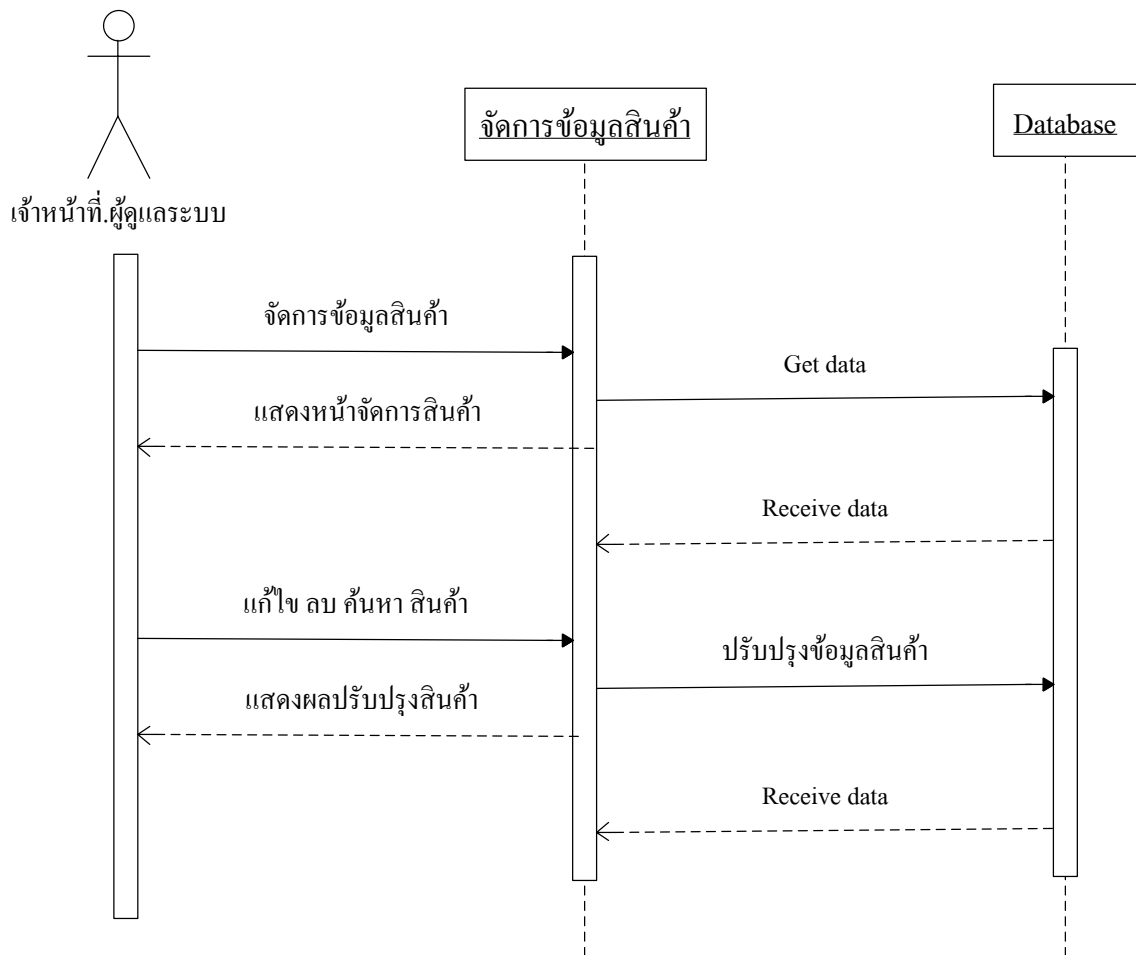 จัดการข้อมูลสินค้า
Database
เจ้าหน้าที่.ผู้ดูแลระบบ
จัดการข้อมูลสินค้า
Get data
แสดงหน้าจัดการสินค้า
Receive data
แก้ไข ลบ ค้นหา สินค้า
ปรับปรุงข้อมูลสินค้า
แสดงผลปรับปรุงสินค้า
Receive data